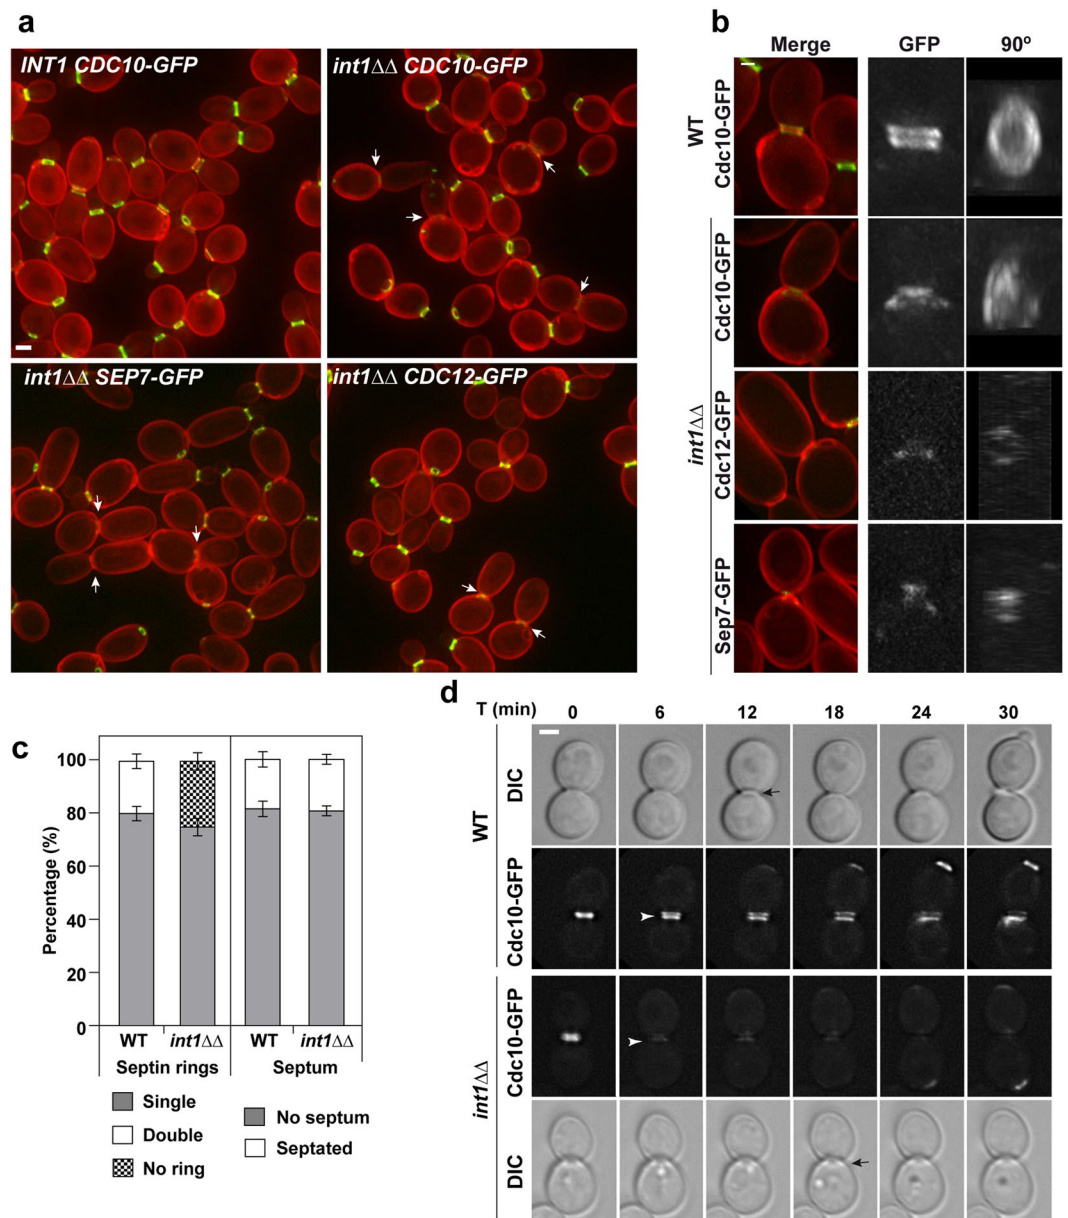 a
INT1 CDC10-GFP
int1ΔΔ CDC10-GFP
int1ΔΔ SEP7-GFP
int1ΔΔ CDC12-GFP
b
Merge
GFP
90º
WT
Cdc10-GFP
int1ΔΔ
Cdc10-GFP
Cdc12-GFP
Sep7-GFP
c
Percentage (%)
100
80
60
40
20
0
WT
int1ΔΔ
WT
int1ΔΔ
Septin rings
Septum
Single
Double
No ring
No septum
Septated
d
T (min)
0
6
12
18
24
30
WT
DIC
Cdc10-GFP
int1ΔΔ
Cdc10-GFP
DIC